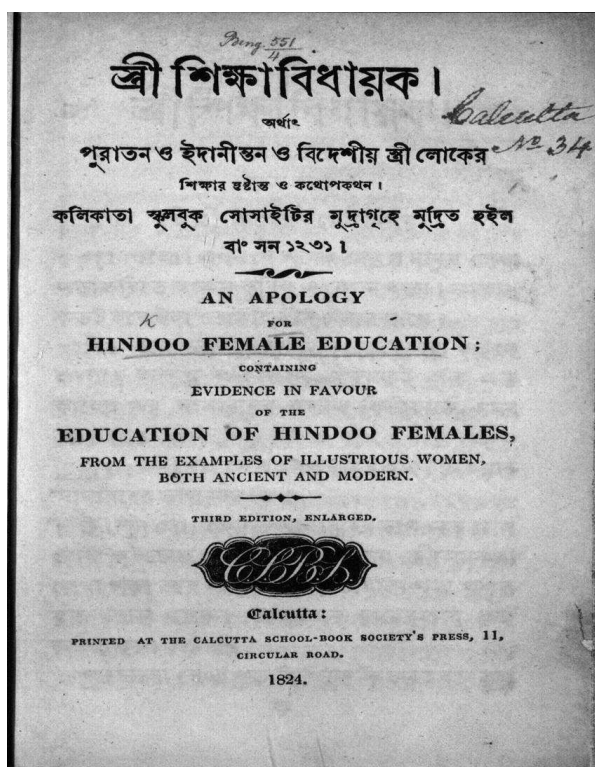 Beng. 551/4
স্ত্রী শিক্ষাবিধায়ক।
অর্থাৎ
পুরাতন ও ইদানীন্তন ও বিদেশীয় স্ত্রী লোকের
শিক্ষার দৃষ্টান্ত ও কথোপকথন।
Calcutta
No 34
কলিকাতা স্কুলবুক সোসাইটির মুদ্রাগৃহে মুদ্রিত হইল
বাং সন ১২৩১।
AN APOLOGY
FOR
HINDOO FEMALE EDUCATION;
CONTAINING
EVIDENCE IN FAVOUR
OF THE
EDUCATION OF HINDOO FEMALES,
FROM THE EXAMPLES OF ILLUSTRIOUS WOMEN,
BOTH ANCIENT AND MODERN.
THIRD EDITION, ENLARGED.
Calcutta:
PRINTED AT THE CALCUTTA SCHOOL-BOOK SOCIETY'S PRESS, 11,
CIRCULAR ROAD.
1824.